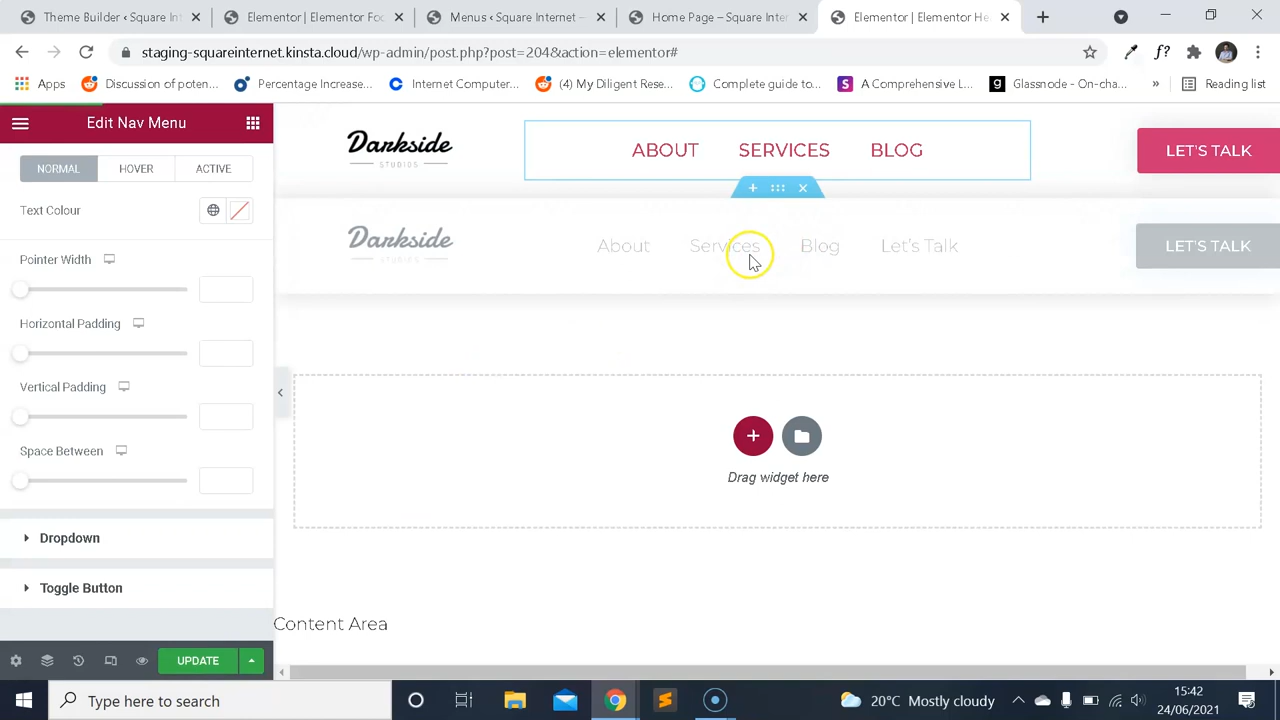 Theme Builder ‹ Square Int
Elementor | Elementor Foo
Menus ‹ Square Internet —
Home Page – Square Inter
Elementor | Elementor He
staging-squareinternet.kinsta.cloud/wp-admin/post.php?post=204&action=elementor#
Apps
Discussion of poten...
Percentage Increase...
Internet Computer...
(4) My Diligent Rese...
Complete guide to...
A Comprehensive L...
Glassnode - On-cha...
»
Reading list
Edit Nav Menu
Darkside
STUDIOS
ABOUT
SERVICES
BLOG
LET'S TALK
NORMAL
HOVER
ACTIVE
Text Colour
Darkside
STUDIOS
About
Services
Blog
Let's Talk
LET'S TALK
Pointer Width
Horizontal Padding
Vertical Padding
Space Between
Drag widget here
Dropdown
Toggle Button
Content Area
UPDATE
Type here to search
20°C Mostly cloudy
15:42
24/06/2021